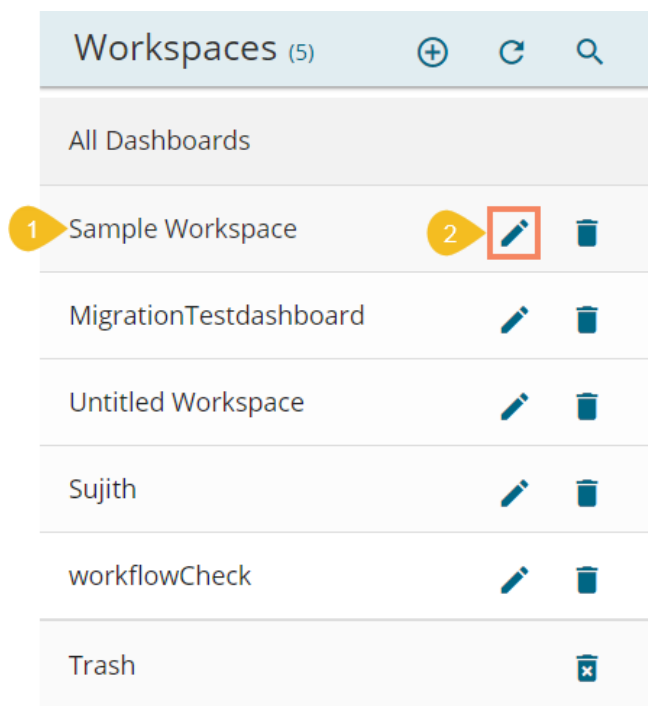 Workspaces (5)
All Dashboards
1 Sample Workspace 2
MigrationTestdashboard
Untitled Workspace
Sujith
workflowCheck
Trash